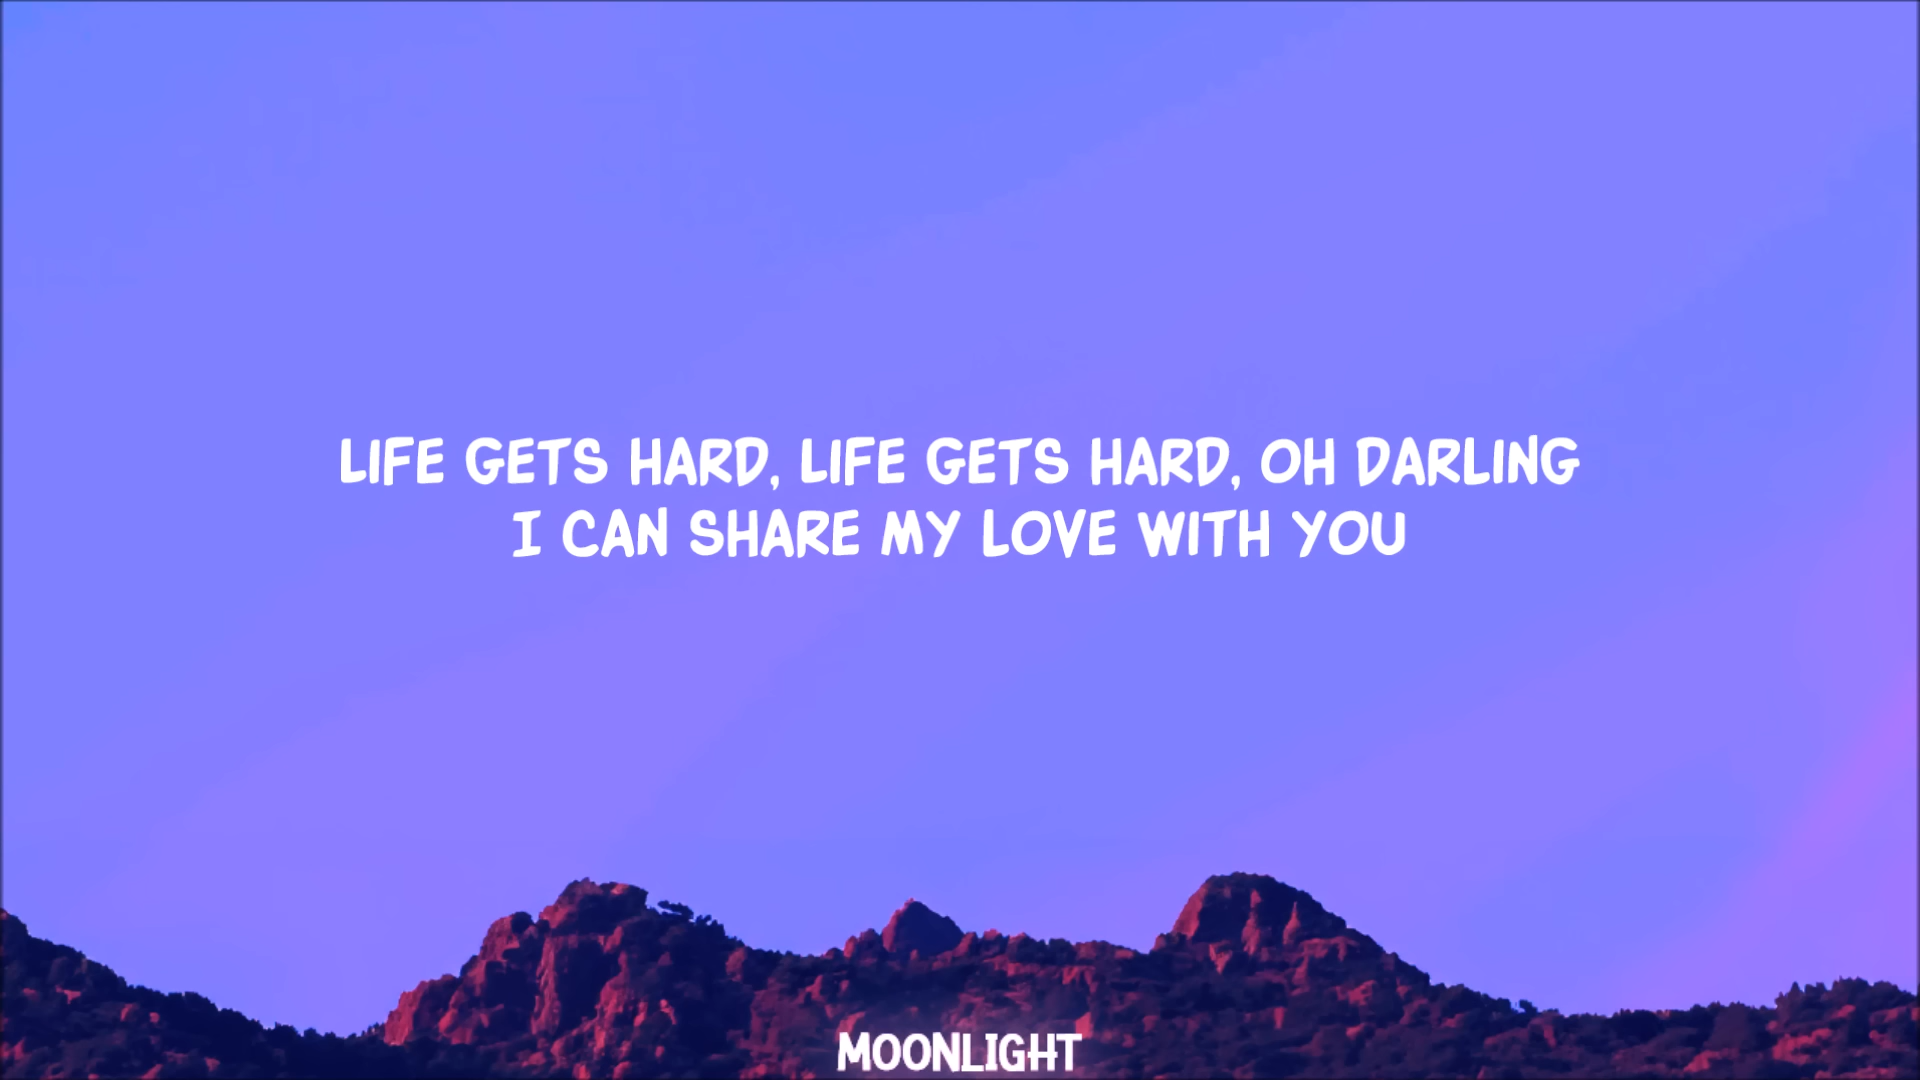 LIFE GETS HARD, LIFE GETS HARD, OH DARLING
I CAN SHARE MY LOVE WITH YOU
MOONLIGHT